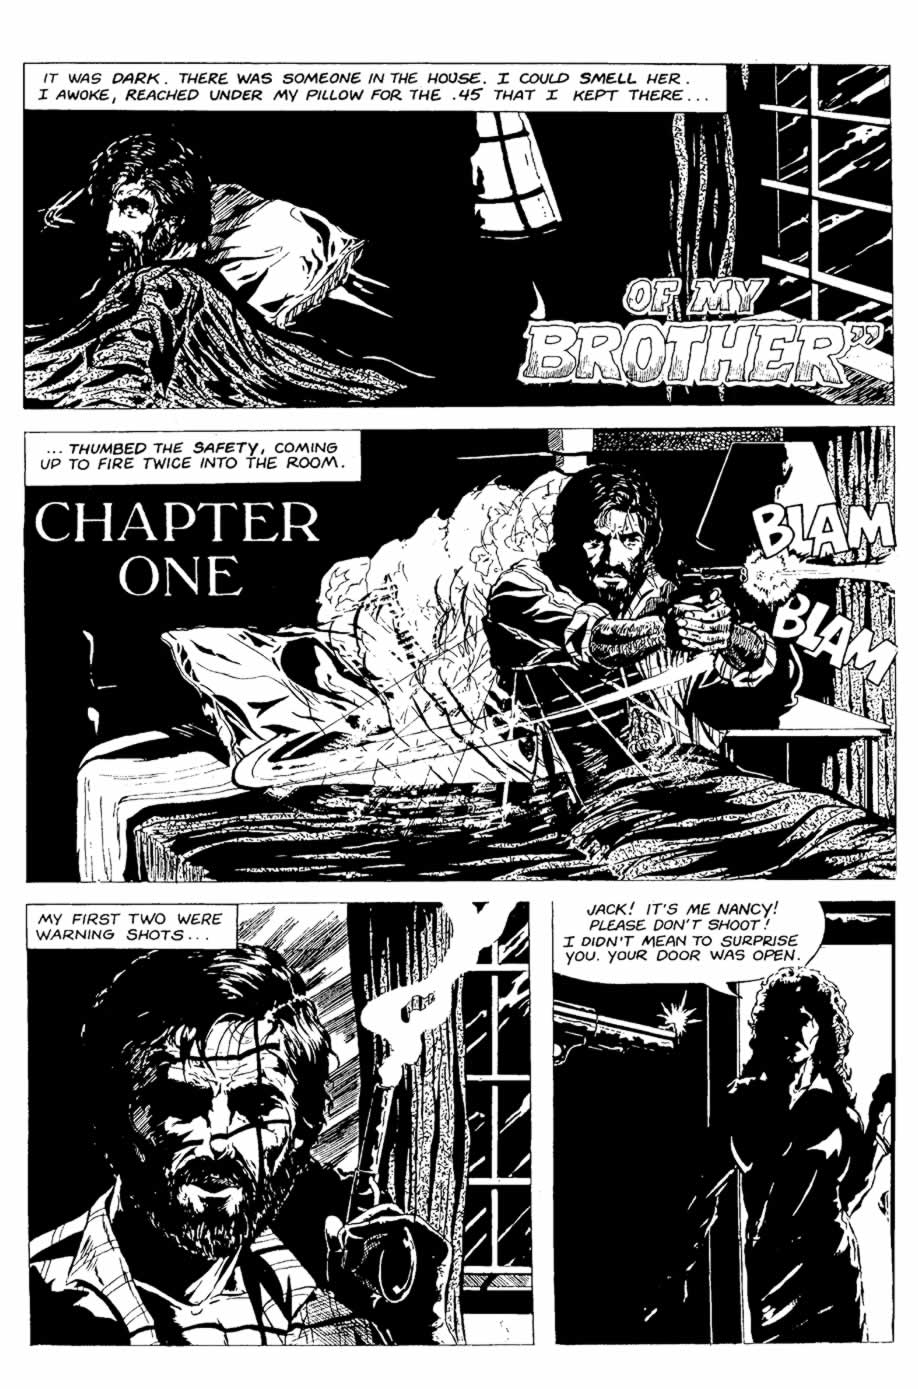 IT WAS DARK. THERE WAS SOMEONE IN THE HOUSE. I COULD SMELL HER.
I AWOKE, REACHED UNDER MY PILLOW FOR THE .45 THAT I KEPT THERE...
OF MY
BROTHER”
... THUMBED THE SAFETY, COMING
UP TO FIRE TWICE INTO THE ROOM.
CHAPTER
ONE
BLAM
BLAM
MY FIRST TWO WERE
WARNING SHOTS...
JACK! IT'S ME NANCY!
PLEASE DON'T SHOOT!
I DIDN'T MEAN TO SURPRISE
YOU. YOUR DOOR WAS OPEN.